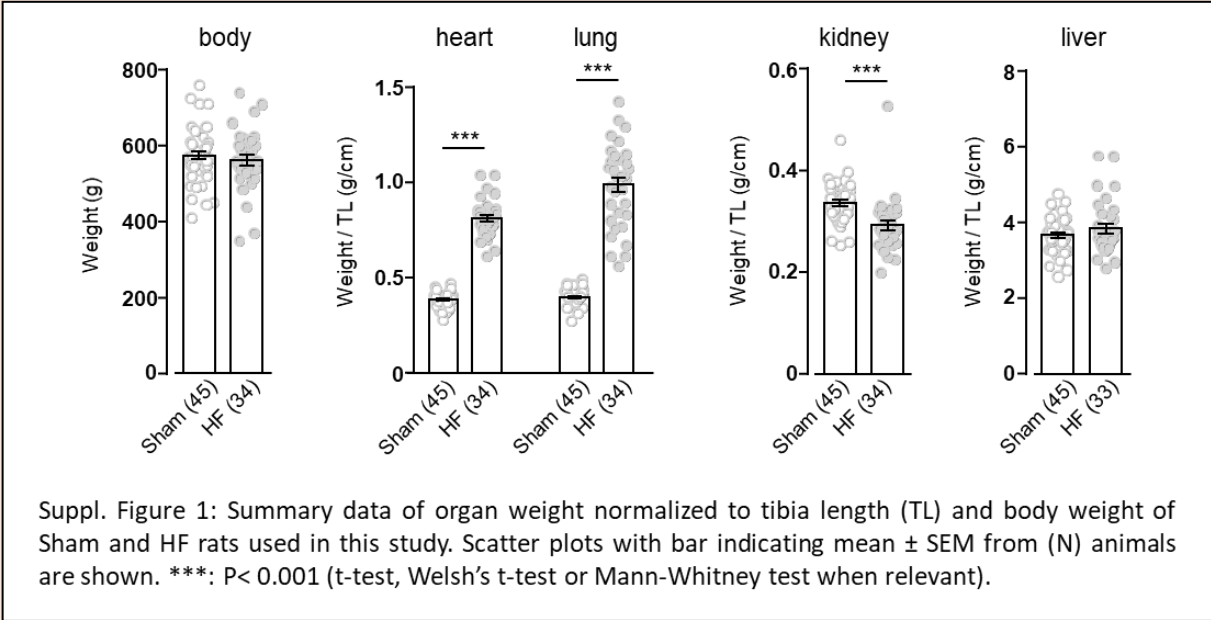 body
heart
lung
kidney
liver
***
***
***
Weight (g)
800
600
400
200
0
Sham (45)
HF (34)
Weight / TL (g/cm)
1.5
1.0
0.5
0
Sham (45)
HF (34)
Sham (45)
HF (34)
Weight / TL (g/cm)
0.6
0.4
0.2
0
Sham (45)
HF (34)
Weight / TL (g/cm)
8
6
4
2
0
Sham (45)
HF (33)
Suppl. Figure 1: Summary data of organ weight normalized to tibia length (TL) and body weight of
Sham and HF rats used in this study. Scatter plots with bar indicating mean ± SEM from (N) animals
are shown. ***: P< 0.001 (t-test, Welsh’s t-test or Mann-Whitney test when relevant).